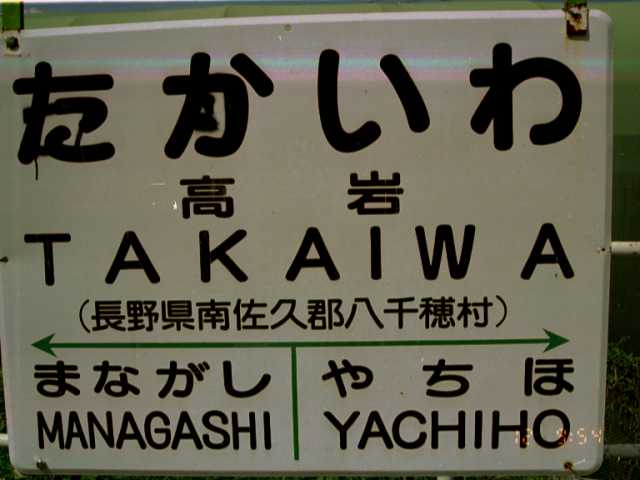 たかいわ
高岩
TAKAIWA
(長野県南佐久郡八千穂村)
まながし やちほ
MANAGASHI YACHIHO